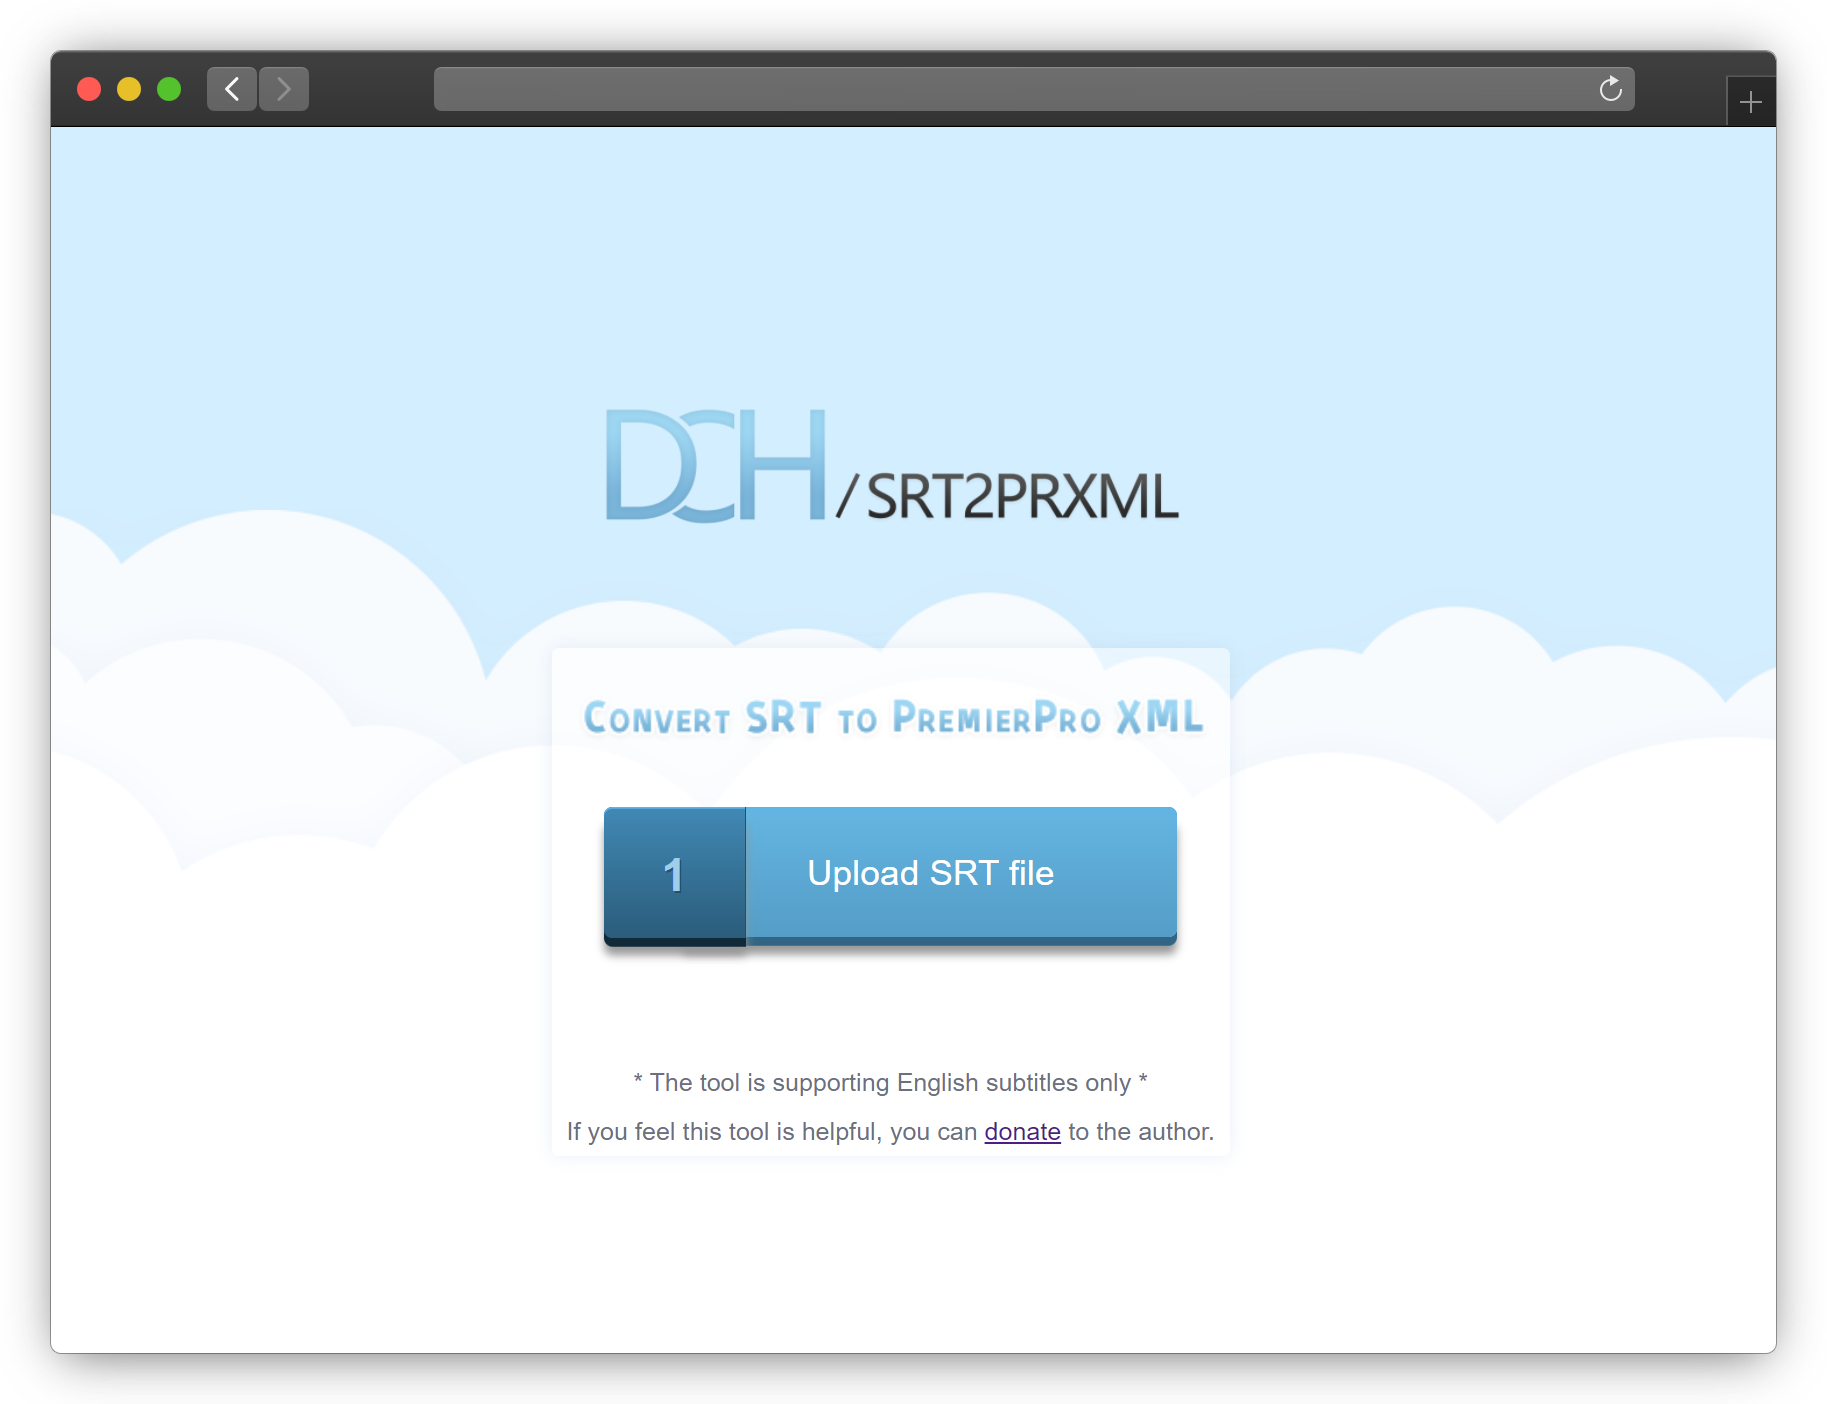 DCH/SRT2PRXML
Convert SRT to PremierPro XML
1 Upload SRT file
* The tool is supporting English subtitles only *
If you feel this tool is helpful, you can donate to the author.